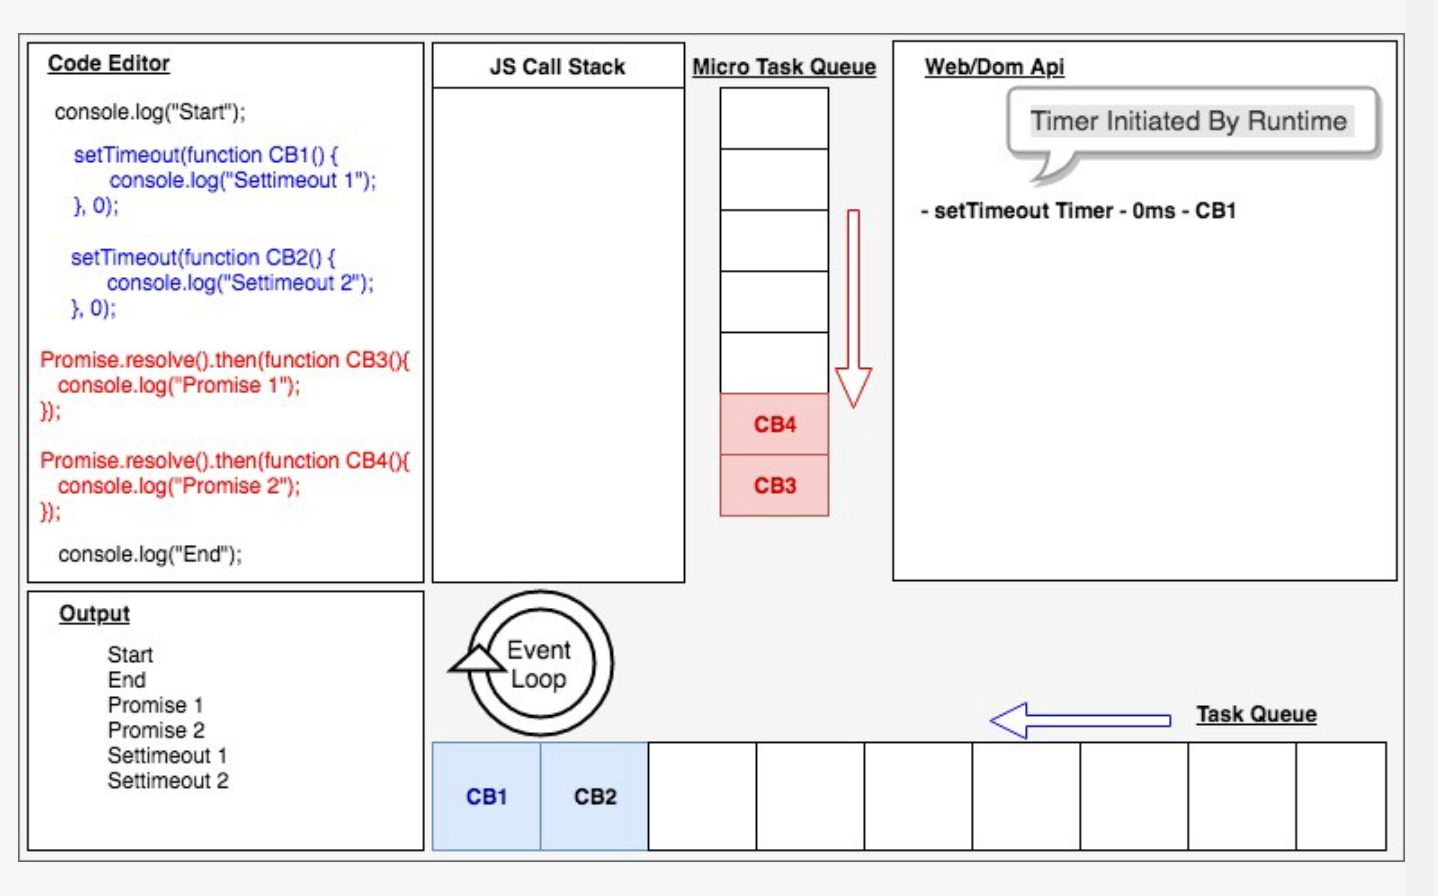 Code Editor
console.log("Start");
setTimeout(function CB1() {
console.log("Settimeout 1");
}, 0);
setTimeout(function CB2() {
console.log("Settimeout 2");
}, 0);
Promise.resolve().then(function CB3(){
console.log("Promise 1");
});
Promise.resolve().then(function CB4(){
console.log("Promise 2");
});
console.log("End");
JS Call Stack
Micro Task Queue
CB4
CB3
Web/Dom Api
Timer Initiated By Runtime
- setTimeout Timer - 0ms - CB1
Output
Start
End
Promise 1
Promise 2
Settimeout 1
Settimeout 2
Event
Loop
Task Queue
CB1
CB2